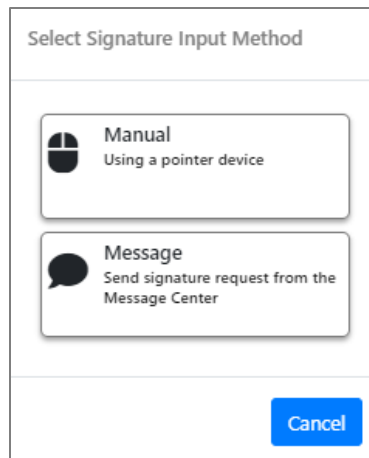 Select Signature Input Method
Manual
Using a pointer device
Message
Send signature request from the
Message Center
Cancel